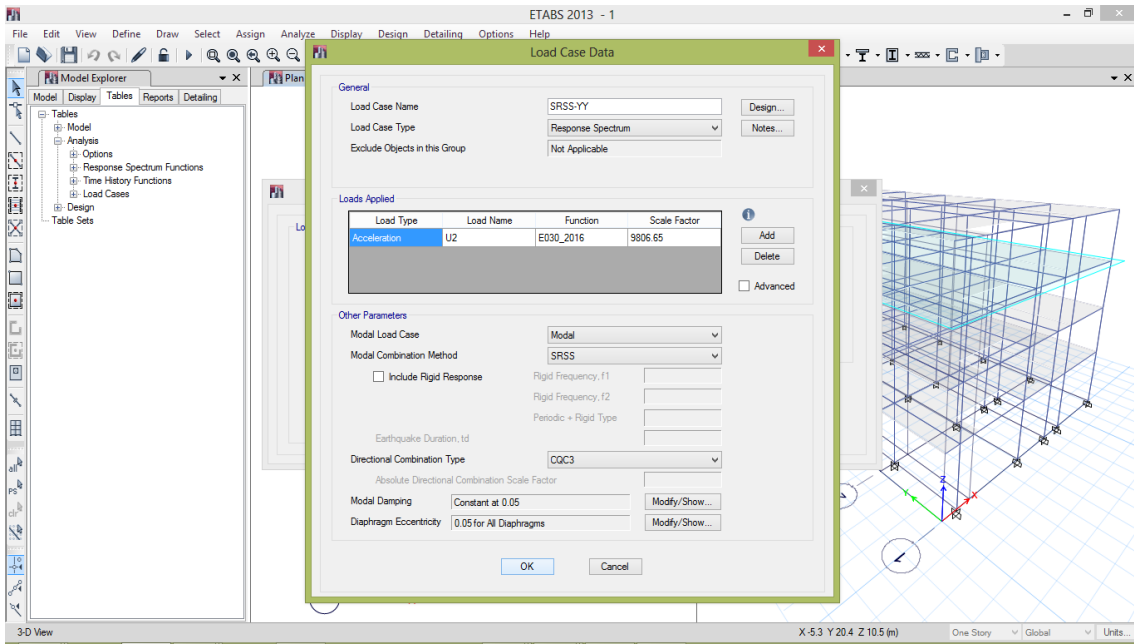 ETABS 2013 - 1
File Edit View Define Draw Select Assign Analyze Display Design Detailing Options Help
Model Explorer
Model Display Tables Reports Detailing
Tables
Model
Analysis
Options
Response Spectrum Functions
Time History Functions
Load Cases
Design
Table Sets
Plan
Lo
Load Case Data
General
Load Case Name SRSS-YY Design...
Load Case Type Response Spectrum Notes...
Exclude Objects in this Group Not Applicable
Loads Applied
Load Type Load Name Function Scale Factor
Acceleration U2 E030_2016 9806.65
Add
Delete
Advanced
Other Parameters
Modal Load Case Modal
Modal Combination Method SRSS
Include Rigid Response Rigid Frequency, f1
Rigid Frequency, f2
Periodic + Rigid Type
Earthquake Duration, td
Directional Combination Type CQC3
Absolute Directional Combination Scale Factor
Modal Damping Constant at 0.05 Modify/Show...
Diaphragm Eccentricity 0.05 for All Diaphragms Modify/Show...
OK Cancel
all
PS
clr
Z
Y X
3-D View X -5.3 Y 20.4 Z 10.5 (m) One Story Global Units...